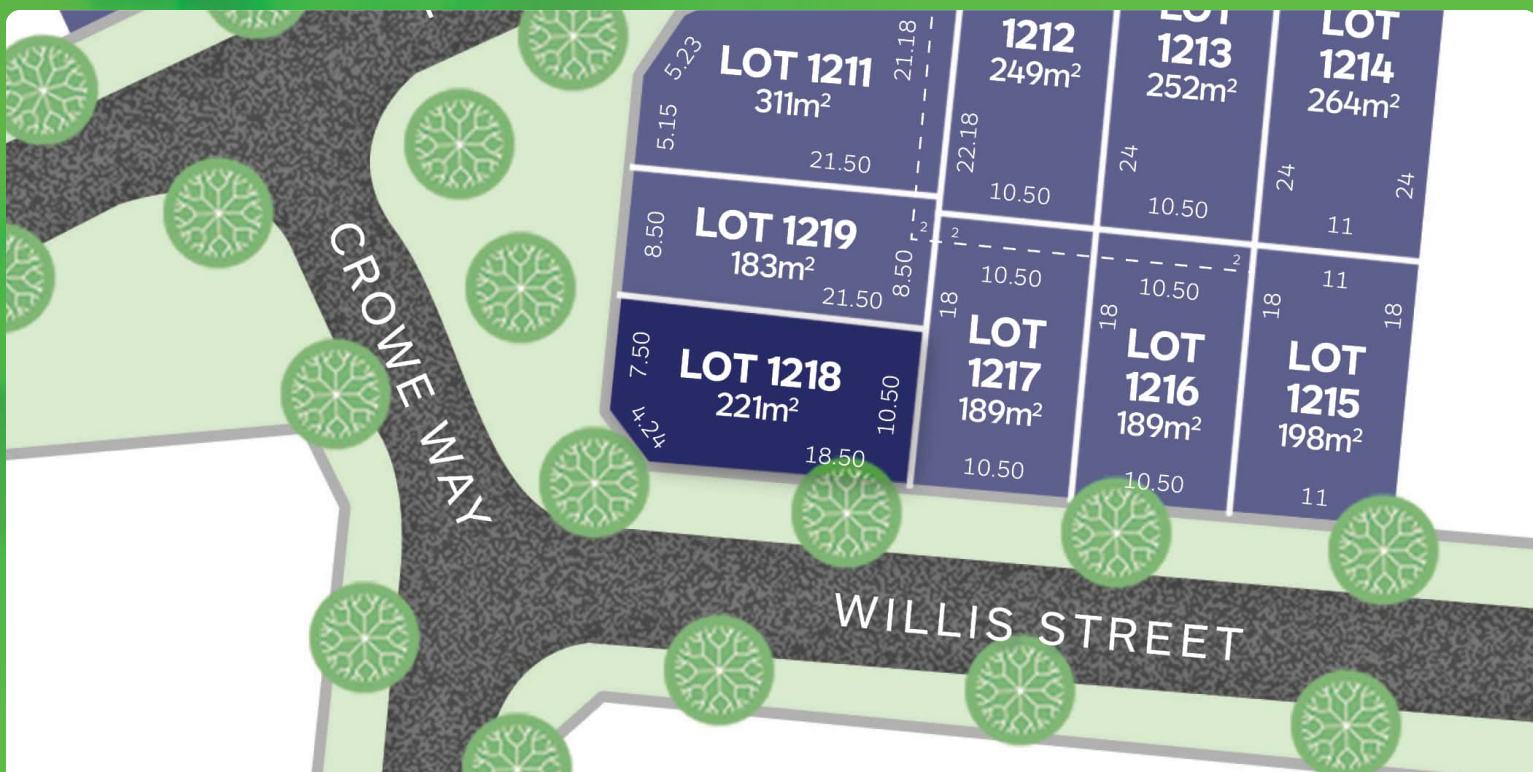 LOT 1211
311m²
5.23
5.15
21.18
21.50
1212
249m²
22.18
10.50
LOT
1213
252m²
24
10.50
LOT
1214
264m²
24
24
11
LOT 1219
183m²
8.50
8.50
21.50
2
2
2
LOT 1218
221m²
7.50
4.24
10.50
18.50
10.50
18
LOT
1217
189m²
10.50
10.50
18
LOT
1216
189m²
10.50
11
18
18
LOT
1215
198m²
11
CROWE WAY
WILLIS STREET